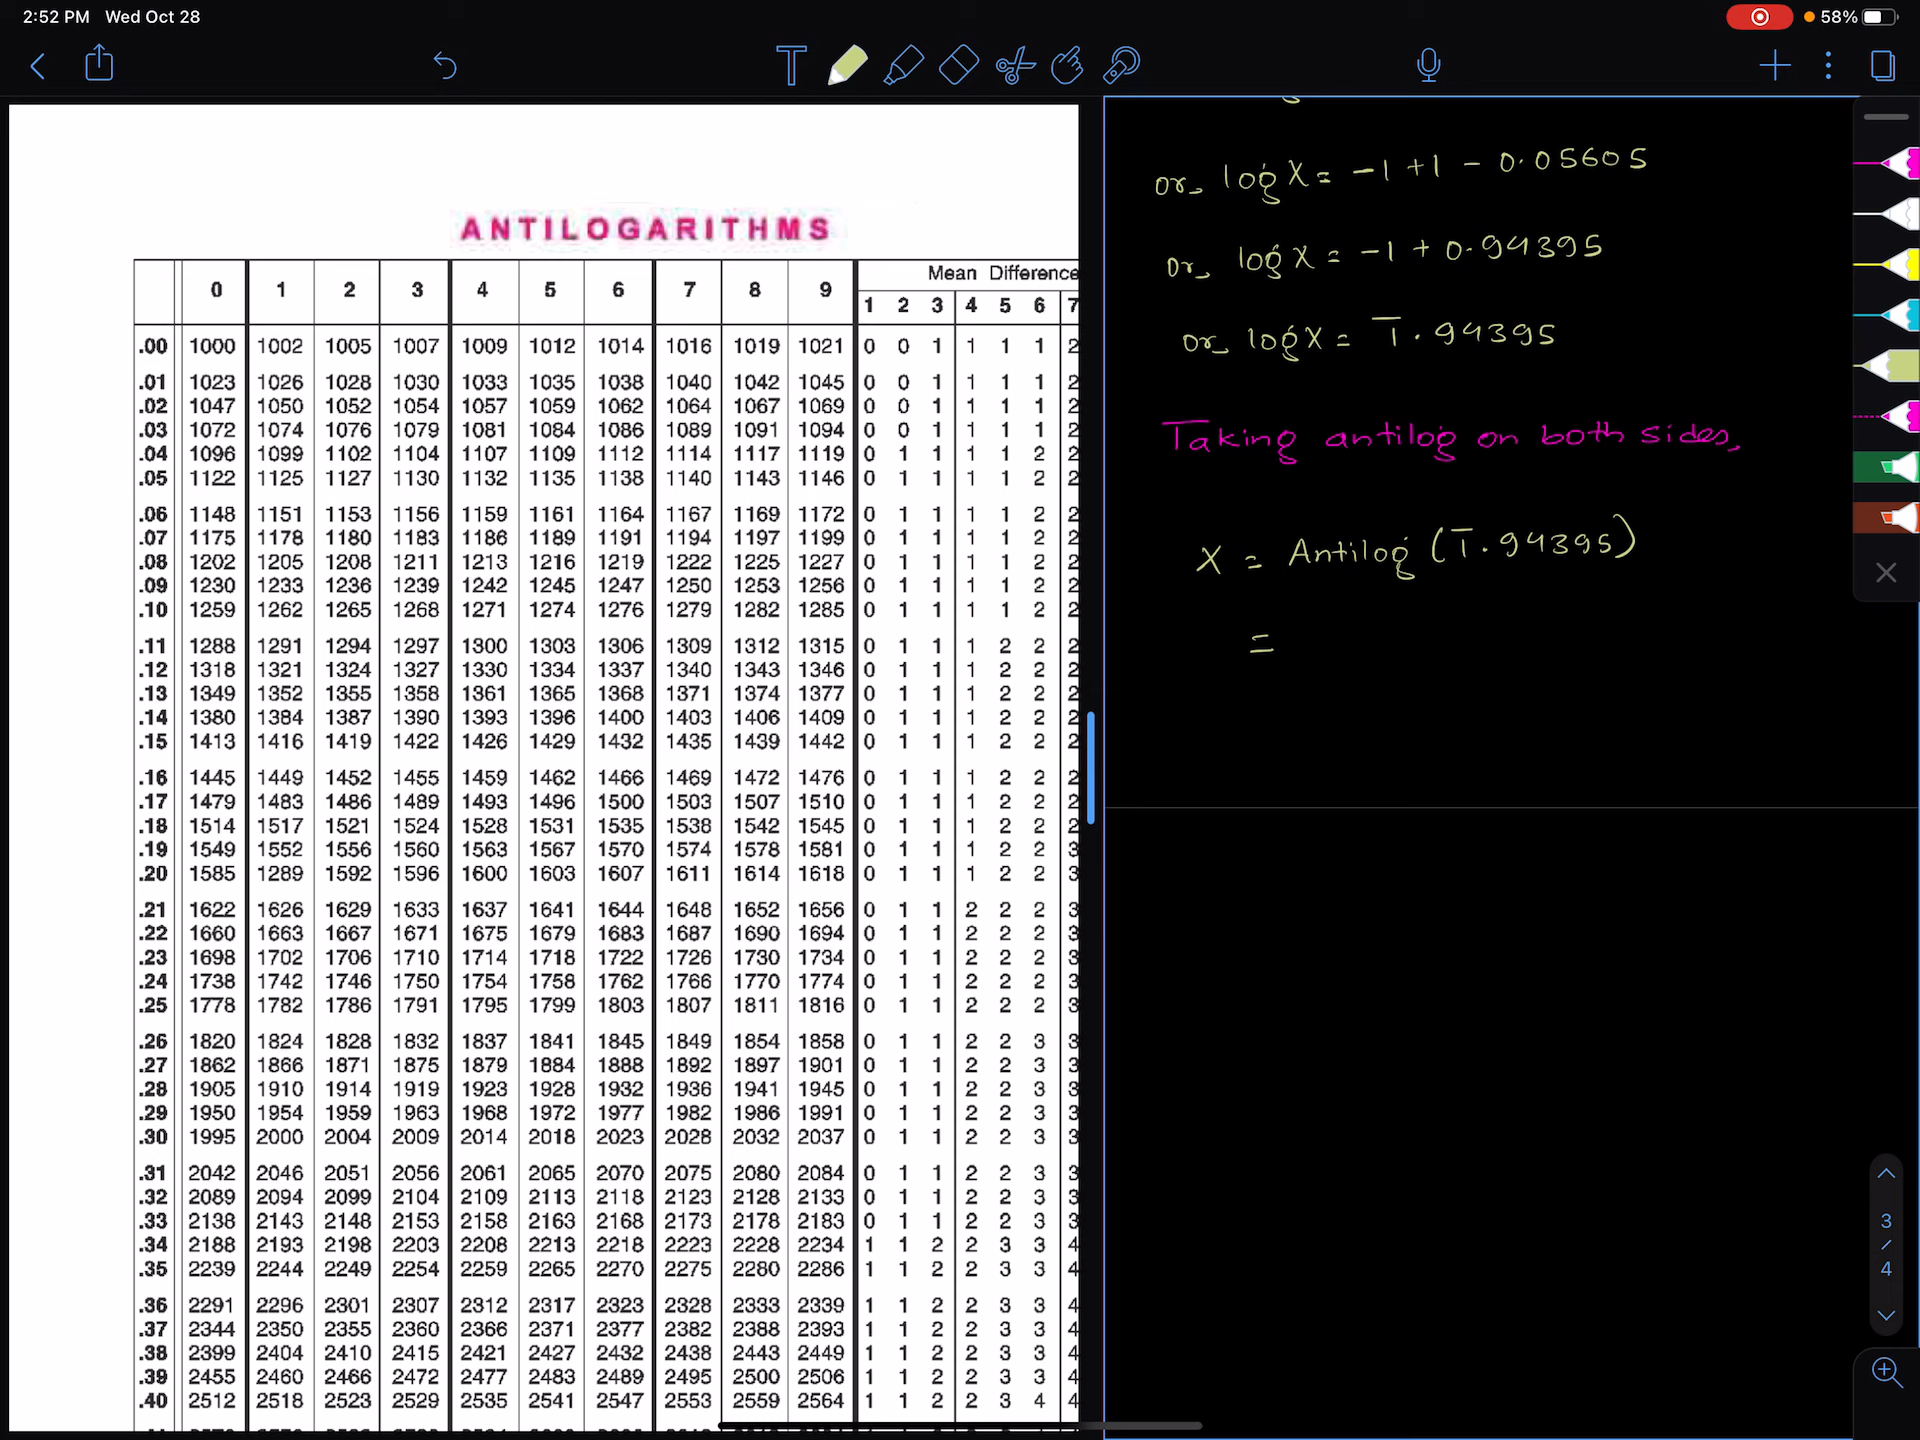 2:52 PM Wed Oct 28
58%
ANTILOGARITHMS
0 1 2 3 4 5 6 7 8 9 Mean Difference
1 2 3 4 5 6 7
.00 1000 1002 1005 1007 1009 1012 1014 1016 1019 1021 0 0 1 1 1 1 2
.01 1023 1026 1028 1030 1033 1035 1038 1040 1042 1045 0 0 1 1 1 1 2
.02 1047 1050 1052 1054 1057 1059 1062 1064 1067 1069 0 0 1 1 1 1 2
.03 1072 1074 1076 1079 1081 1084 1086 1089 1091 1094 0 0 1 1 1 1 2
.04 1096 1099 1102 1104 1107 1109 1112 1114 1117 1119 0 1 1 1 1 2 2
.05 1122 1125 1127 1130 1132 1135 1138 1140 1143 1146 0 1 1 1 1 2 2
.06 1148 1151 1153 1156 1159 1161 1164 1167 1169 1172 0 1 1 1 1 2 2
.07 1175 1178 1180 1183 1186 1189 1191 1194 1197 1199 0 1 1 1 1 2 2
.08 1202 1205 1208 1211 1213 1216 1219 1222 1225 1227 0 1 1 1 1 2 2
.09 1230 1233 1236 1239 1242 1245 1247 1250 1253 1256 0 1 1 1 1 2 2
.10 1259 1262 1265 1268 1271 1274 1276 1279 1282 1285 0 1 1 1 1 2 2
.11 1288 1291 1294 1297 1300 1303 1306 1309 1312 1315 0 1 1 1 2 2 2
.12 1318 1321 1324 1327 1330 1334 1337 1340 1343 1346 0 1 1 1 2 2 2
.13 1349 1352 1355 1358 1361 1365 1368 1371 1374 1377 0 1 1 1 2 2 2
.14 1380 1384 1387 1390 1393 1396 1400 1403 1406 1409 0 1 1 1 2 2 2
.15 1413 1416 1419 1422 1426 1429 1432 1435 1439 1442 0 1 1 1 2 2 2
.16 1445 1449 1452 1455 1459 1462 1466 1469 1472 1476 0 1 1 1 2 2 2
.17 1479 1483 1486 1489 1493 1496 1500 1503 1507 1510 0 1 1 1 2 2 2
.18 1514 1517 1521 1524 1528 1531 1535 1538 1542 1545 0 1 1 1 2 2 2
.19 1549 1552 1556 1560 1563 1567 1570 1574 1578 1581 0 1 1 1 2 2 3
.20 1585 1289 1592 1596 1600 1603 1607 1611 1614 1618 0 1 1 1 2 2 3
.21 1622 1626 1629 1633 1637 1641 1644 1648 1652 1656 0 1 1 2 2 2 3
.22 1660 1663 1667 1671 1675 1679 1683 1687 1690 1694 0 1 1 2 2 2 3
.23 1698 1702 1706 1710 1714 1718 1722 1726 1730 1734 0 1 1 2 2 2 3
.24 1738 1742 1746 1750 1754 1758 1762 1766 1770 1774 0 1 1 2 2 2 3
.25 1778 1782 1786 1791 1795 1799 1803 1807 1811 1816 0 1 1 2 2 2 3
.26 1820 1824 1828 1832 1837 1841 1845 1849 1854 1858 0 1 1 2 2 3 3
.27 1862 1866 1871 1875 1879 1884 1888 1892 1897 1901 0 1 1 2 2 3 3
.28 1905 1910 1914 1919 1923 1928 1932 1936 1941 1945 0 1 1 2 2 3 3
.29 1950 1954 1959 1963 1968 1972 1977 1982 1986 1991 0 1 1 2 2 3 3
.30 1995 2000 2004 2009 2014 2018 2023 2028 2032 2037 0 1 1 2 2 3 3
.31 2042 2046 2051 2056 2061 2065 2070 2075 2080 2084 0 1 1 2 2 3 3
.32 2089 2094 2099 2104 2109 2113 2118 2123 2128 2133 0 1 1 2 2 3 3
.33 2138 2143 2148 2153 2158 2163 2168 2173 2178 2183 0 1 1 2 2 3 3
.34 2188 2193 2198 2203 2208 2213 2218 2223 2228 2234 1 1 2 2 3 3 4
.35 2239 2244 2249 2254 2259 2265 2270 2275 2280 2286 1 1 2 2 3 3 4
.36 2291 2296 2301 2307 2312 2317 2323 2328 2333 2339 1 1 2 2 3 3 4
.37 2344 2350 2355 2360 2366 2371 2377 2382 2388 2393 1 1 2 2 3 3 4
.38 2399 2404 2410 2415 2421 2427 2432 2438 2443 2449 1 1 2 2 3 3 4
.39 2455 2460 2466 2472 2477 2483 2489 2495 2500 2506 1 1 2 2 3 3 4
.40 2512 2518 2523 2529 2535 2541 2547 2553 2559 2564 1 1 2 2 3 4 4
or, log X = -1 + 1 - 0.05605
or, log X = -1 + 0.94395
or, log X = 1̄.94395
Taking antilog on both sides,
X = Antilog (1̄.94395)
=
3
/
4